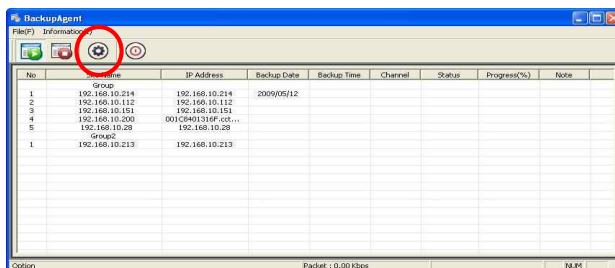 BackupAgent
File(F) Information(I)
No Site Name IP Address Backup Date Backup Time Channel Status Progress(%) Note
Group
1 192.168.10.214 192.168.10.214 2009/05/12
2 192.168.10.112 192.168.10.112
3 192.168.10.151 192.168.10.151
4 192.168.10.200 001C8401316F.cct...
5 192.168.10.28 192.168.10.28
Group2
1 192.168.10.213 192.168.10.213
Option Packet : 0.00 Kbps NUM